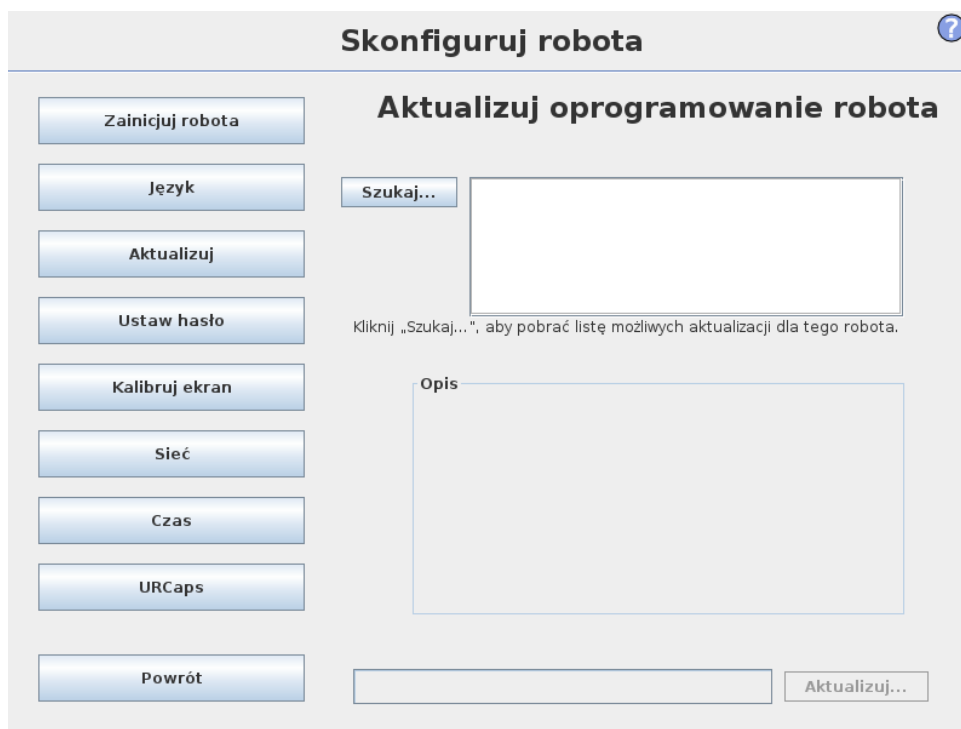 Skonfiguruj robota
?
Zainicjuj robota
Język
Aktualizuj
Ustaw hasło
Kalibruj ekran
Sieć
Czas
URCaps
Powrót
Aktualizuj oprogramowanie robota
Szukaj...
Kliknij „Szukaj...", aby pobrać listę możliwych aktualizacji dla tego robota.
Opis
Aktualizuj...